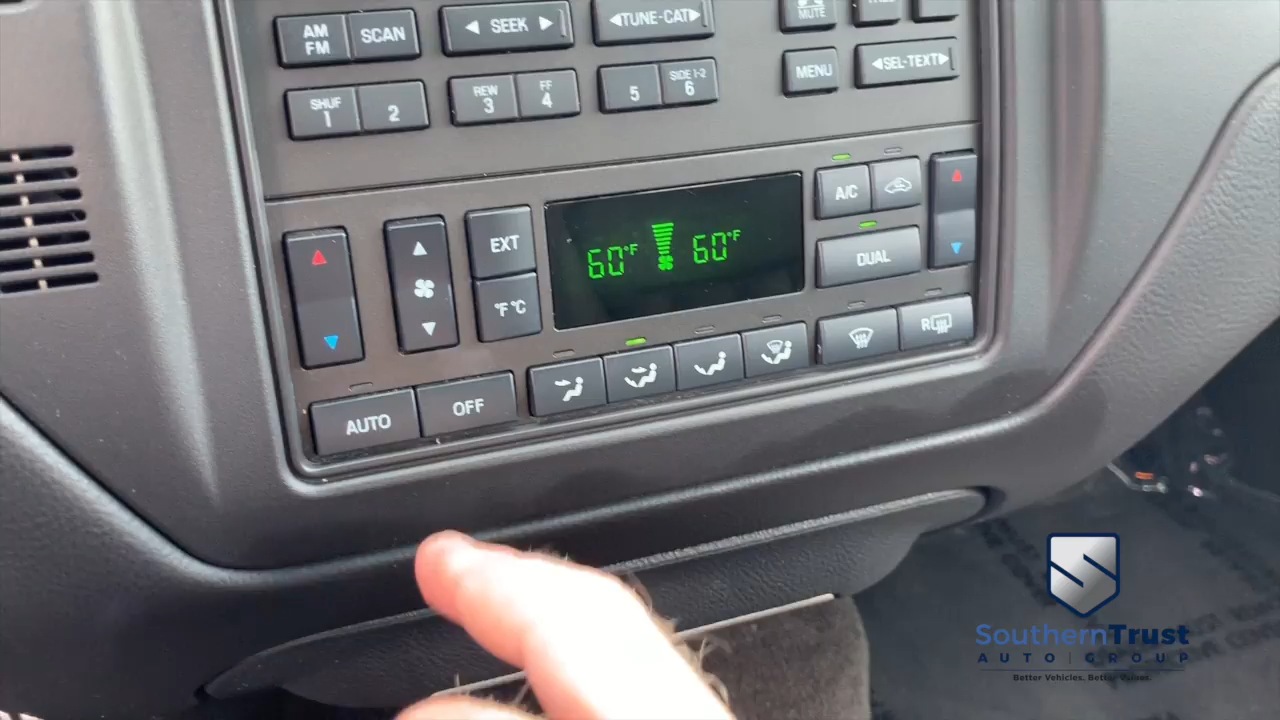 AM
FM
SCAN
SEEK
TUNE-CAT
MUTE
SHUF
1
2
REW
3
FF
4
5
SIDE 1-2
6
MENU
SEL-TEXT
EXT
°F °C
60°F 60°F
A/C
DUAL
R
AUTO
OFF
SouthernTrust
AUTO | GROUP
Better Vehicles. Better Values.